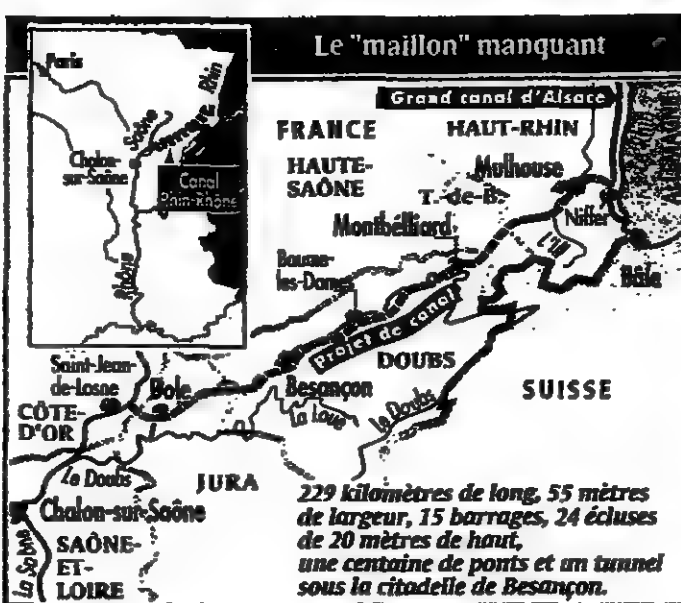 Le "maillon" manquant
Paris
Rhin
Saône
Chalon-
sur-Saône
Canal
Rhin-Rhône
Rhône
Grand canal d'Alsace
FRANCE
HAUT-RHIN
ALLEMAGNE
HAUTE-
SAÔNE
Mulhouse
T.-de-B.
Niffer
Montbéliard
L'Ill
Bâle
Baume-
les-Dames
Projet de canal
DOUBS
Saint-Jean-
de-Losne
Dole
Besançon
SUISSE
CÔTE-
D'OR
La Loue
Le Doubs
Le Doubs
JURA
Chalon-sur-Saône
La Saône
SAÔNE-
ET-
LOIRE
229 kilomètres de long, 55 mètres
de largeur, 15 barrages, 24 écluses
de 20 mètres de haut,
une centaine de ponts et un tunnel
sous la citadelle de Besançon.